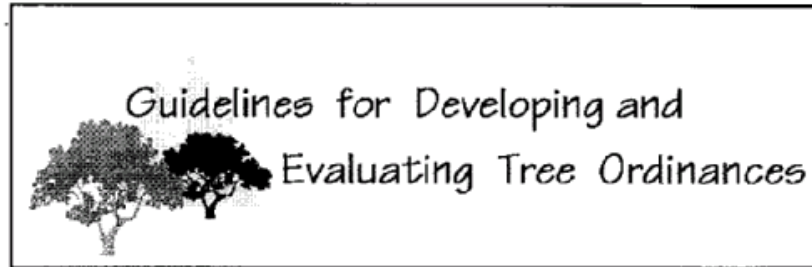 Guidelines for Developing and
Evaluating Tree Ordinances